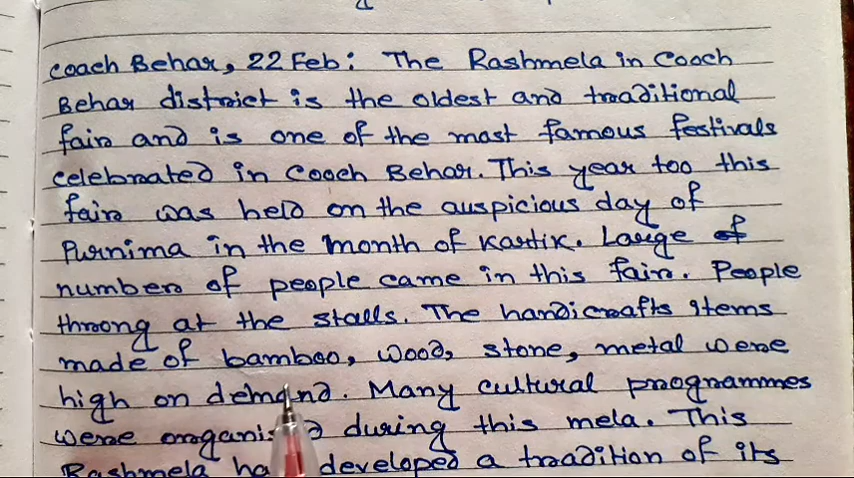 Coach Behar, 22 Feb: The Rashmela in Cooch
Behar district is the oldest and traditional
fair and is one of the most famous festivals
celebrated in Cooch Behar. This year too this
fair was held on the auspicious day of
Purnima in the month of Kartik. Large of
number of people came in this fair. People
throng at the stalls. The handicrafts items
made of bamboo, wood, stone, metal were
high on demand. Many cultural programmes
were during this mela. This
Rashmela developed a tradition of its